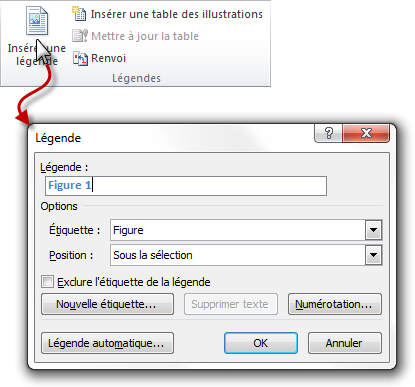 Insérer une table des illustrations
Insérer une
légende
Mettre à jour la table
Renvoi
Légendes
Légende
?
Légende :
Figure 1
Options
Étiquette :
Figure
Position :
Sous la sélection
Exclure l'étiquette de la légende
Nouvelle étiquette...
Supprimer texte
Numérotation...
Légende automatique...
OK
Annuler